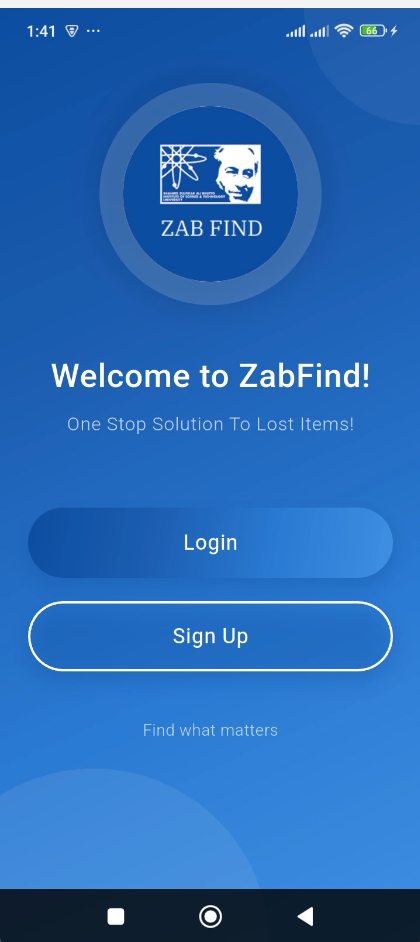 1:41
66
SHAHEED ZULFIKAR ALI BHUTTO
INSTITUTE OF SCIENCE & TECHNOLOGY
UNIVERSITY
ZAB FIND
Welcome to ZabFind!
One Stop Solution To Lost Items!
Login
Sign Up
Find what matters